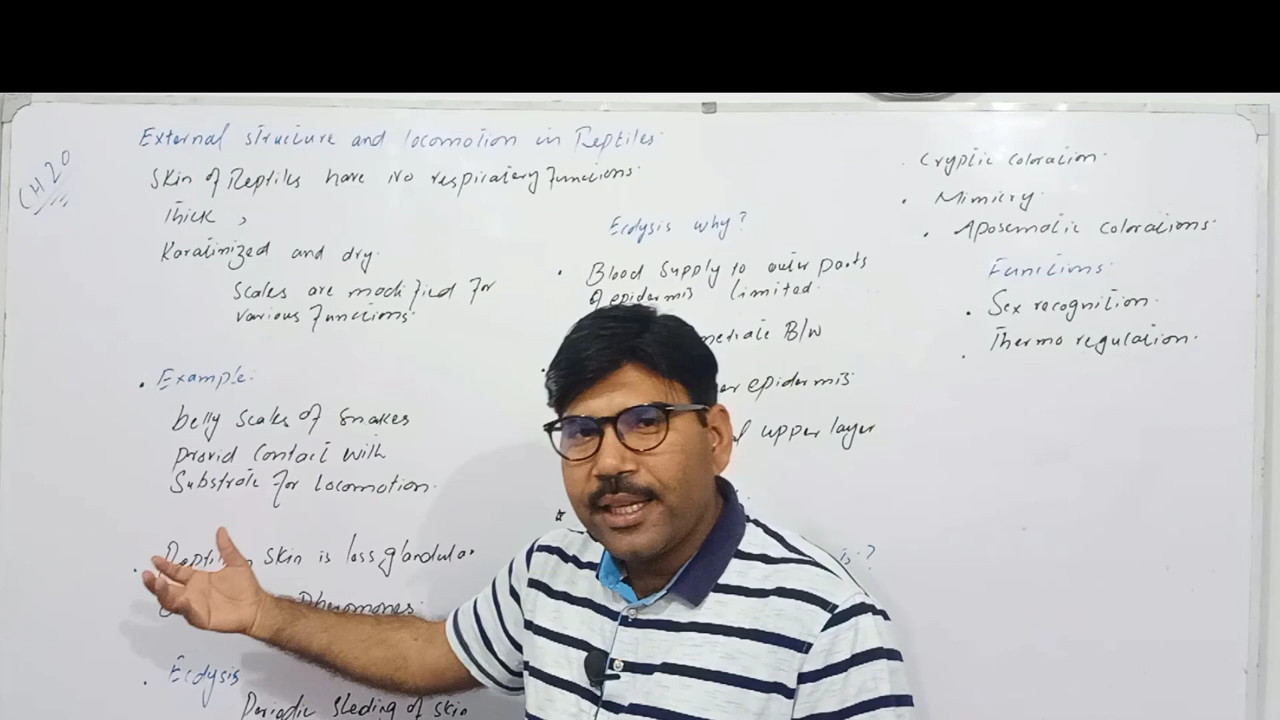 CH 20
External structure and locomotion in Reptiles.
Skin of Reptiles have No respiratory functions.
Thick ,
Karatinized and dry.
Scales are modified for
various functions.
• Example.
belly scales of snakes
provid contact with
Substrate for locomotion.
• skin is less glandular.
Pheromones.
• Ecdysis
Periodic sleding of skin
Ecdysis why?
• Blood supply to outer parts
of epidermis limited.
B/w
epidermis
upper layer
is ?
• Cryptic coloration.
• Mimicry.
• Aposematic colorations.
Functions.
• Sex recognition.
• Thermo regulation.